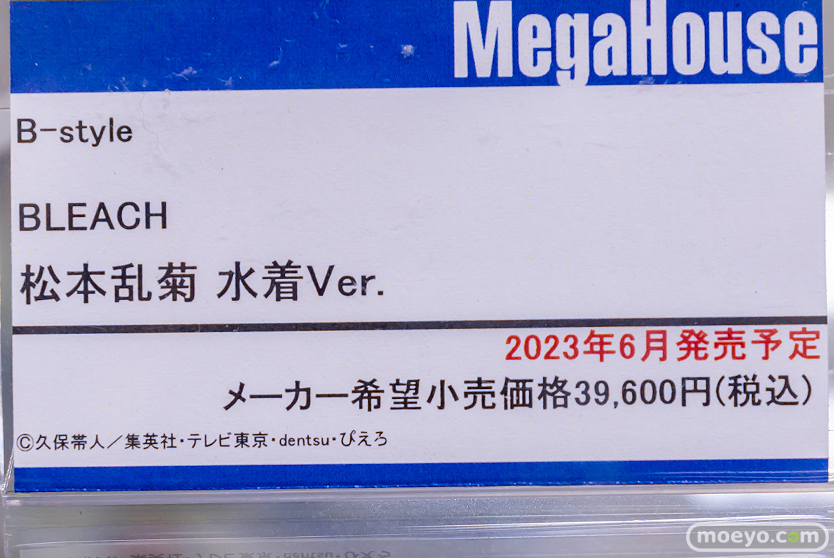 MegaHouse
B-style
BLEACH
松本乱菊 水着Ver.
2023年6月発売予定
メーカー希望小売価格39,600円(税込)
©久保帯人／集英社・テレビ東京・dentsu・ぴえろ
moeyo.com